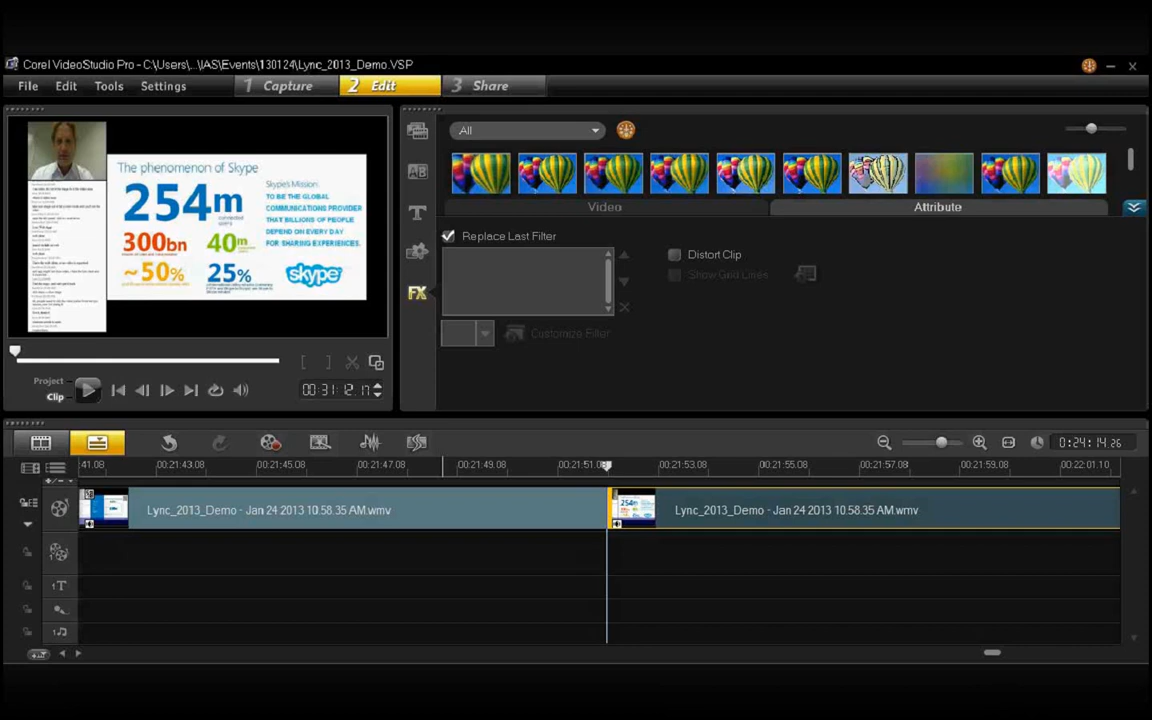 Corel VideoStudio Pro - C:\Users\...\IAS\Events\130124\Lync_2013_Demo.VSP
File Edit Tools Settings 1 Capture 2 Edit 3 Share
All
The phenomenon of Skype
254m connected users
Skype's Mission:
TO BE THE GLOBAL
COMMUNICATIONS PROVIDER
THAT BILLIONS OF PEOPLE
DEPEND ON EVERY DAY
FOR SHARING EXPERIENCES.
300bn 40m
~50% 25% skype
Video Attribute
Replace Last Filter
Distort Clip
Show Grid Lines
FX
Customize Filter
Project
Clip
00:31:12.17
0:24:14.26
41.08 00:21:43.08 00:21:45.08 00:21:47.08 00:21:49.08 00:21:51.0 00:21:53.08 00:21:55.08 00:21:57.08 00:21:59.08 00:22:01.10
Lync_2013_Demo - Jan 24 2013 10.58.35 AM.wmv Lync_2013_Demo - Jan 24 2013 10.58.35 AM.wmv
1T